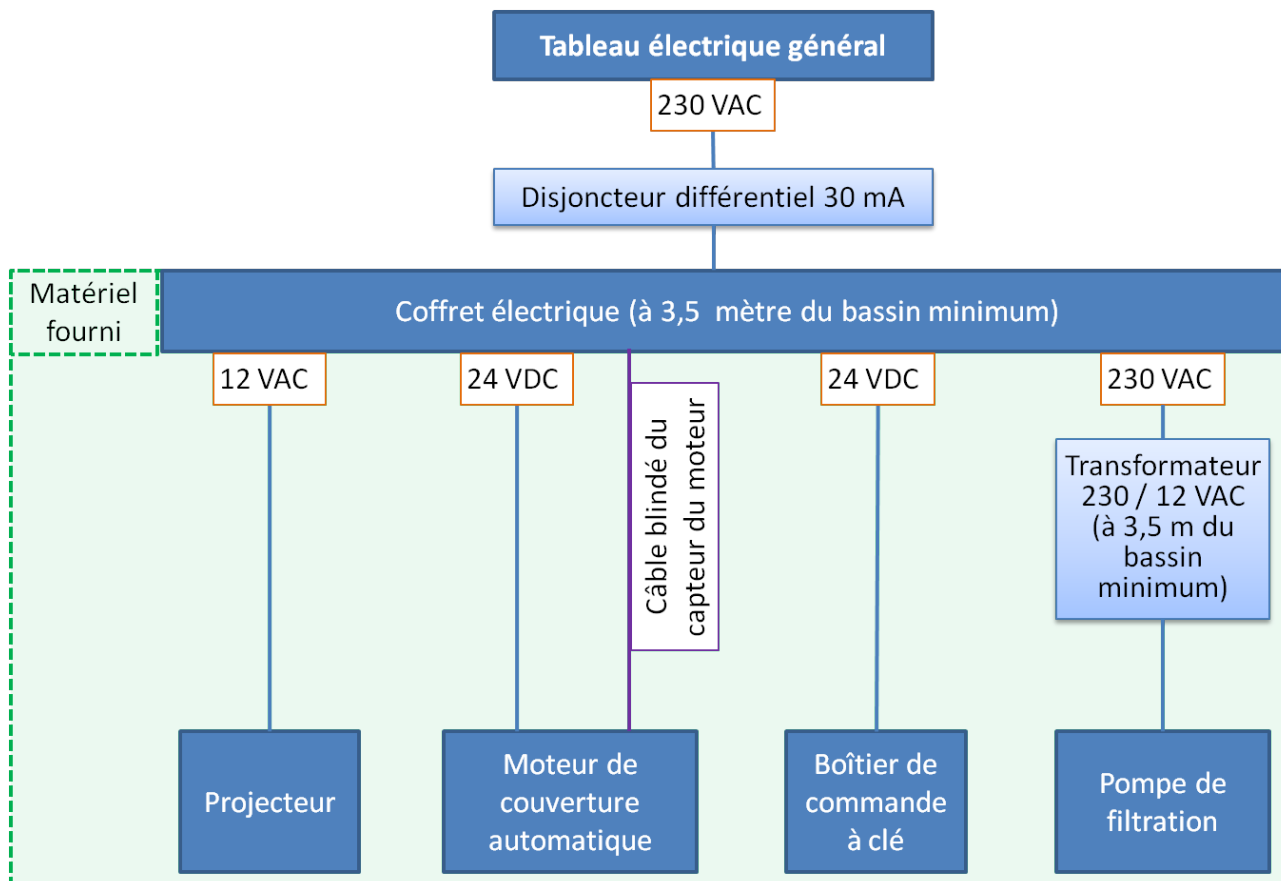 Tableau électrique général
230 VAC
Disjoncteur différentiel 30 mA
Matériel
fourni
Coffret électrique (à 3,5  mètre du bassin minimum)
12 VAC
24 VDC
Câble blindé du
capteur du moteur
24 VDC
230 VAC
Transformateur
230 / 12 VAC
(à 3,5 m du
bassin
minimum)
Projecteur
Moteur de
couverture
automatique
Boîtier de
commande
à clé
Pompe de
filtration